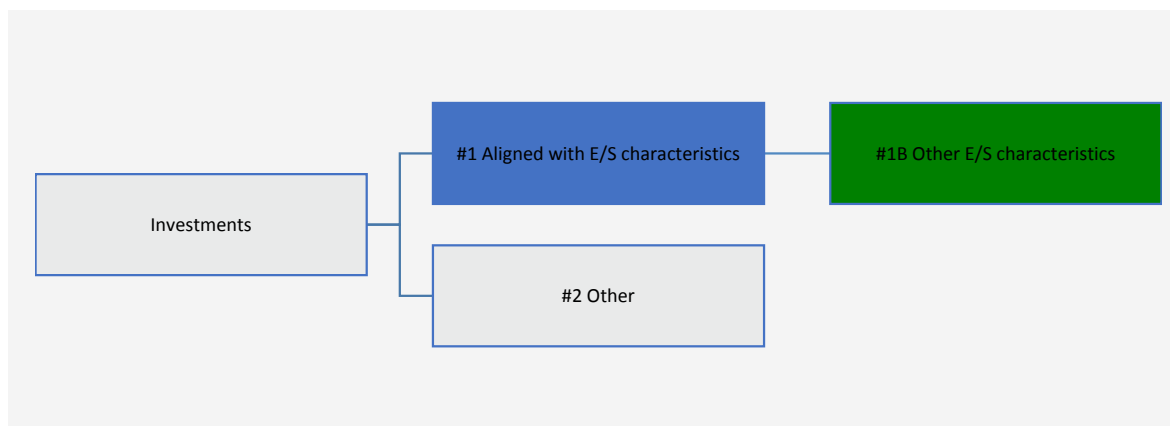 #1 Aligned with E/S characteristics
#1B Other E/S characteristics
Investments
#2 Other